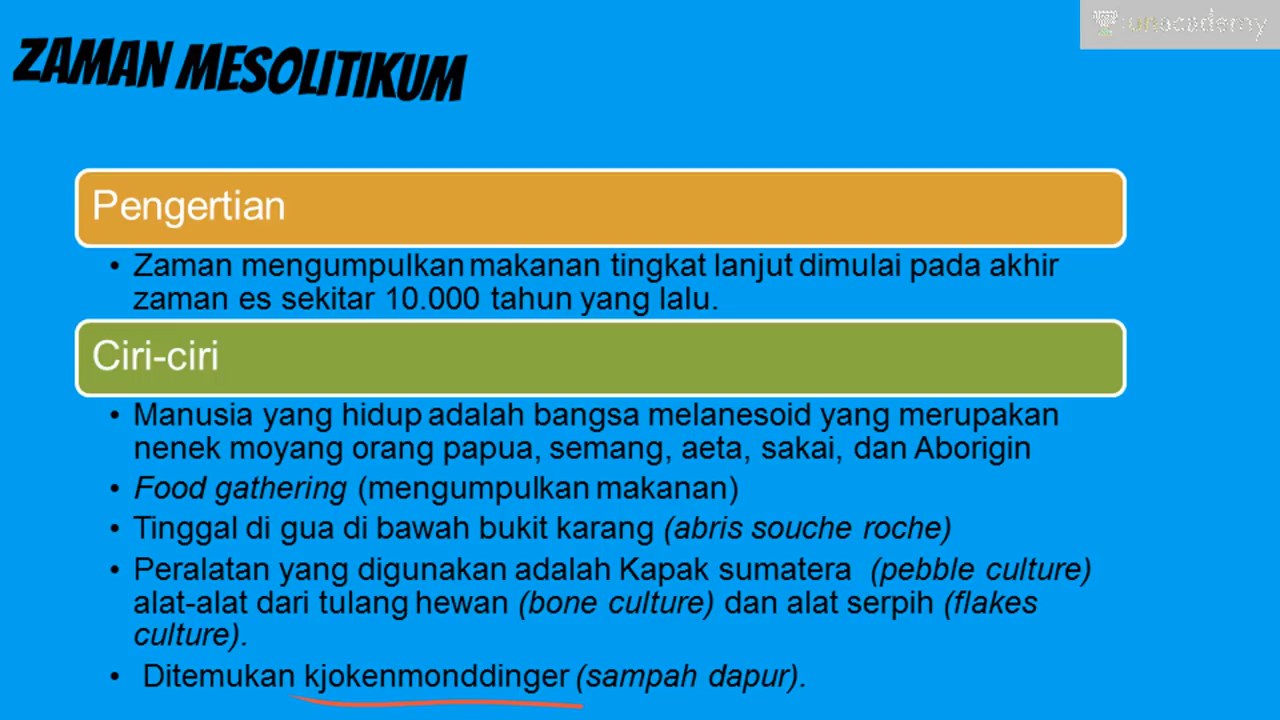 unacademy
ZAMAN MESOLITIKUM
Pengertian
• Zaman mengumpulkan makanan tingkat lanjut dimulai pada akhir
zaman es sekitar 10.000 tahun yang lalu.
Ciri-ciri
• Manusia yang hidup adalah bangsa melanesoid yang merupakan
nenek moyang orang papua, semang, aeta, sakai, dan Aborigin
• Food gathering (mengumpulkan makanan)
• Tinggal di gua di bawah bukit karang (abris souche roche)
• Peralatan yang digunakan adalah Kapak sumatera (pebble culture)
alat-alat dari tulang hewan (bone culture) dan alat serpih (flakes
culture).
• Ditemukan kjokenmonddinger (sampah dapur).